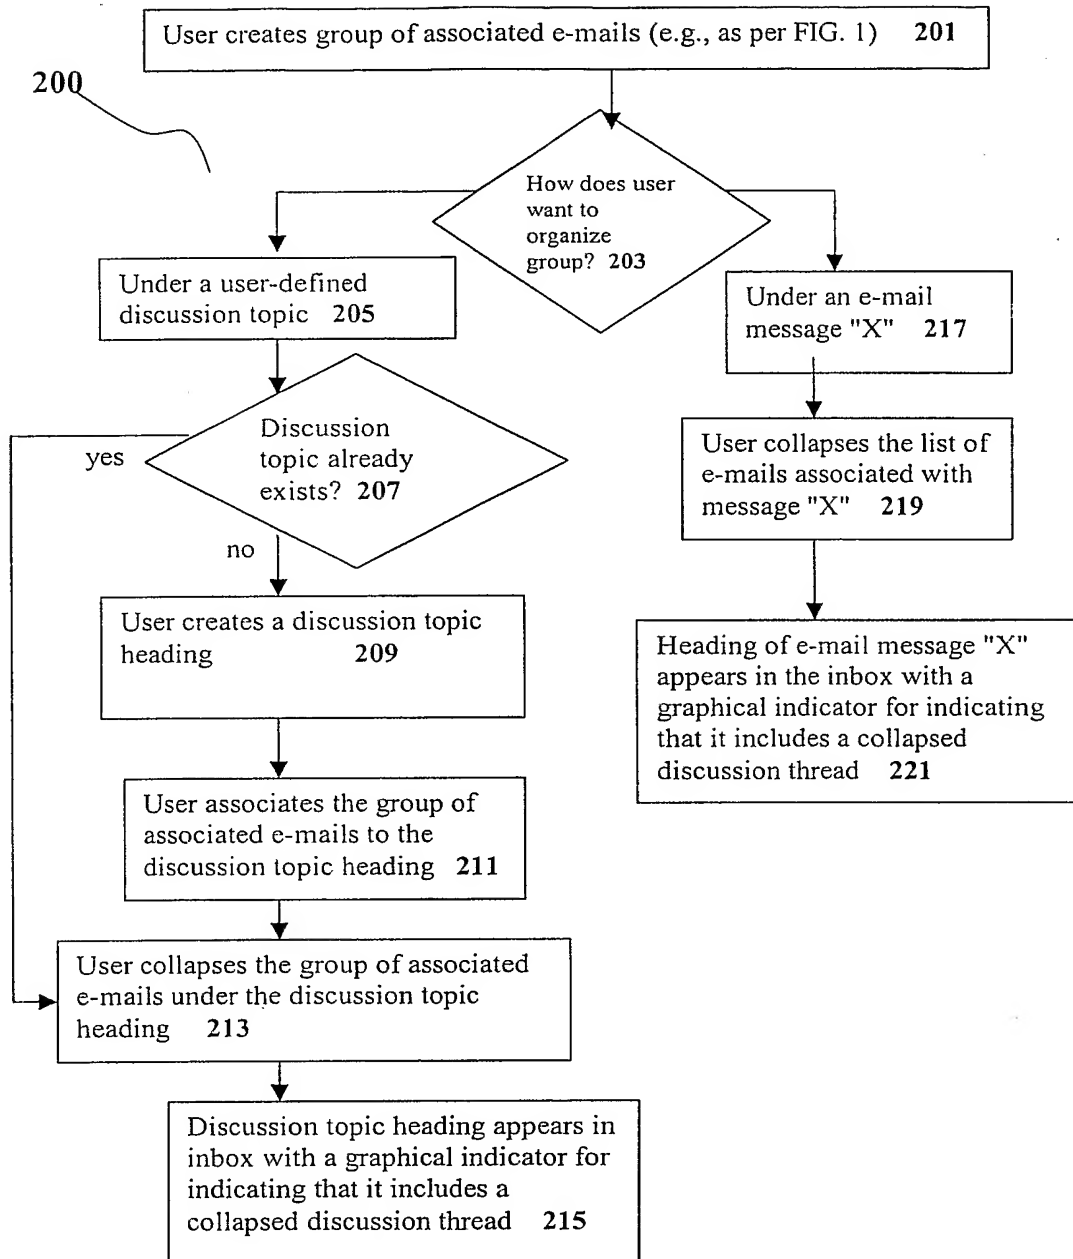 User creates group of associated e-mails (e.g., as per FIG. 1) 201
200
How does user
want to
organize
group? 203
Under a user-defined
discussion topic 205
Under an e-mail
message "X" 217
Discussion
topic already
exists? 207
yes
no
User collapses the list of
e-mails associated with
message "X" 219
User creates a discussion topic
heading 209
Heading of e-mail message "X"
appears in the inbox with a
graphical indicator for indicating
that it includes a collapsed
discussion thread 221
User associates the group of
associated e-mails to the
discussion topic heading 211
User collapses the group of associated
e-mails under the discussion topic
heading 213
Discussion topic heading appears in
inbox with a graphical indicator for
indicating that it includes a
collapsed discussion thread 215